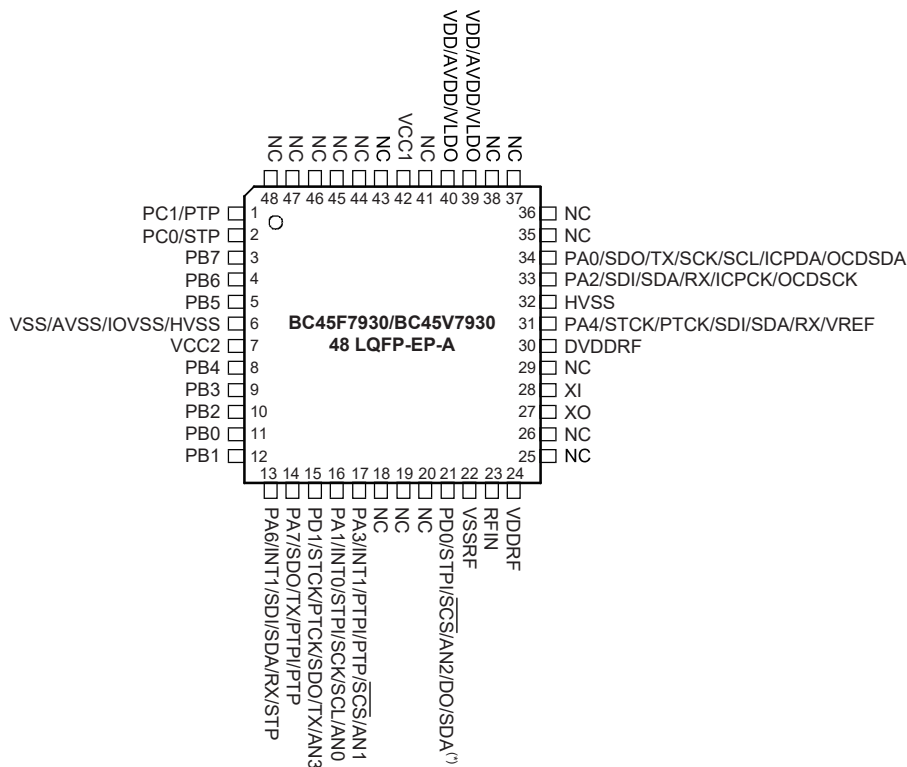 VDD/AVDD/VLDO
VDD/AVDD/VLDO
NC
NC
NC
NC
NC
NC
VCC1
NC
NC
NC
48 47 46 45 44 43 42 41 40 39 38 37
PC1/PTP 1
PC0/STP 2
PB7 3
PB6 4
PB5 5
VSS/AVSS/IOVSS/HVSS 6
VCC2 7
PB4 8
PB3 9
PB2 10
PB0 11
PB1 12
BC45F7930/BC45V7930
48 LQFP-EP-A
36 NC
35 NC
34 PA0/SDO/TX/SCK/SCL/ICPDA/OCDSDA
33 PA2/SDI/SDA/RX/ICPCK/OCDSCK
32 HVSS
31 PA4/STCK/PTCK/SDI/SDA/RX/VREF
30 DVDDRF
29 NC
28 XI
27 XO
26 NC
25 NC
13 14 15 16 17 18 19 20 21 22 23 24
PA6/INT1/SDI/SDA/RX/STP
PA7/SDO/TX/PTPI/PTP
PD1/STCK/PTCK/SDO/TX/AN3
PA1/INT0/STPI/SCK/SCL/AN0
PA3/INT1/PTPI/PTP/SCS/AN1
NC
NC
NC
PD0/STPI/SCS/AN2/DO/SDA(*)
VSSRF
RFIN
VDDRF